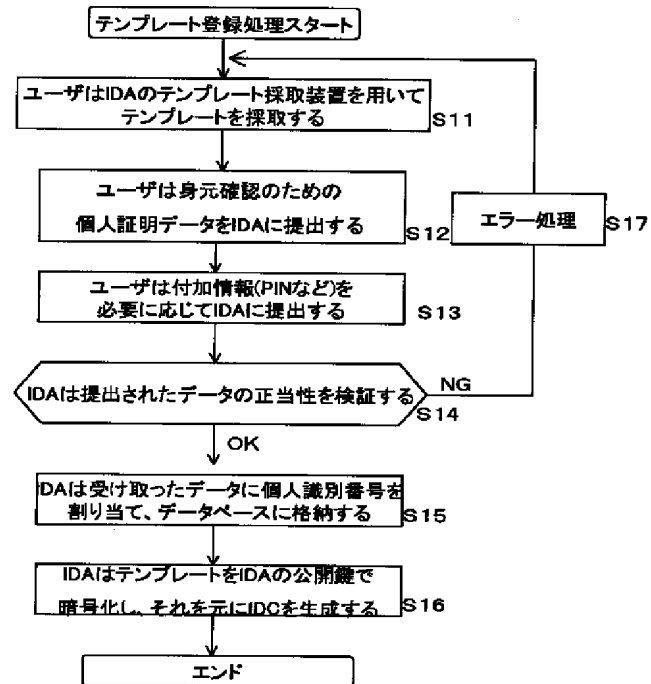 テンプレート登録処理スタート
ユーザはIDAのテンプレート採取装置を用いて
テンプレートを採取する
S11
ユーザは身元確認のための
個人証明データをIDAに提出する
S12
エラー処理
S17
ユーザは付加情報(PINなど)を
必要に応じてIDAに提出する
S13
IDAは提出されたデータの正当性を検証する
S14
NG
OK
IDAは受け取ったデータに個人識別番号を
割り当て、データベースに格納する
S15
IDAはテンプレートをIDAの公開鍵で
暗号化し、それを元にIDCを生成する
S16
エンド